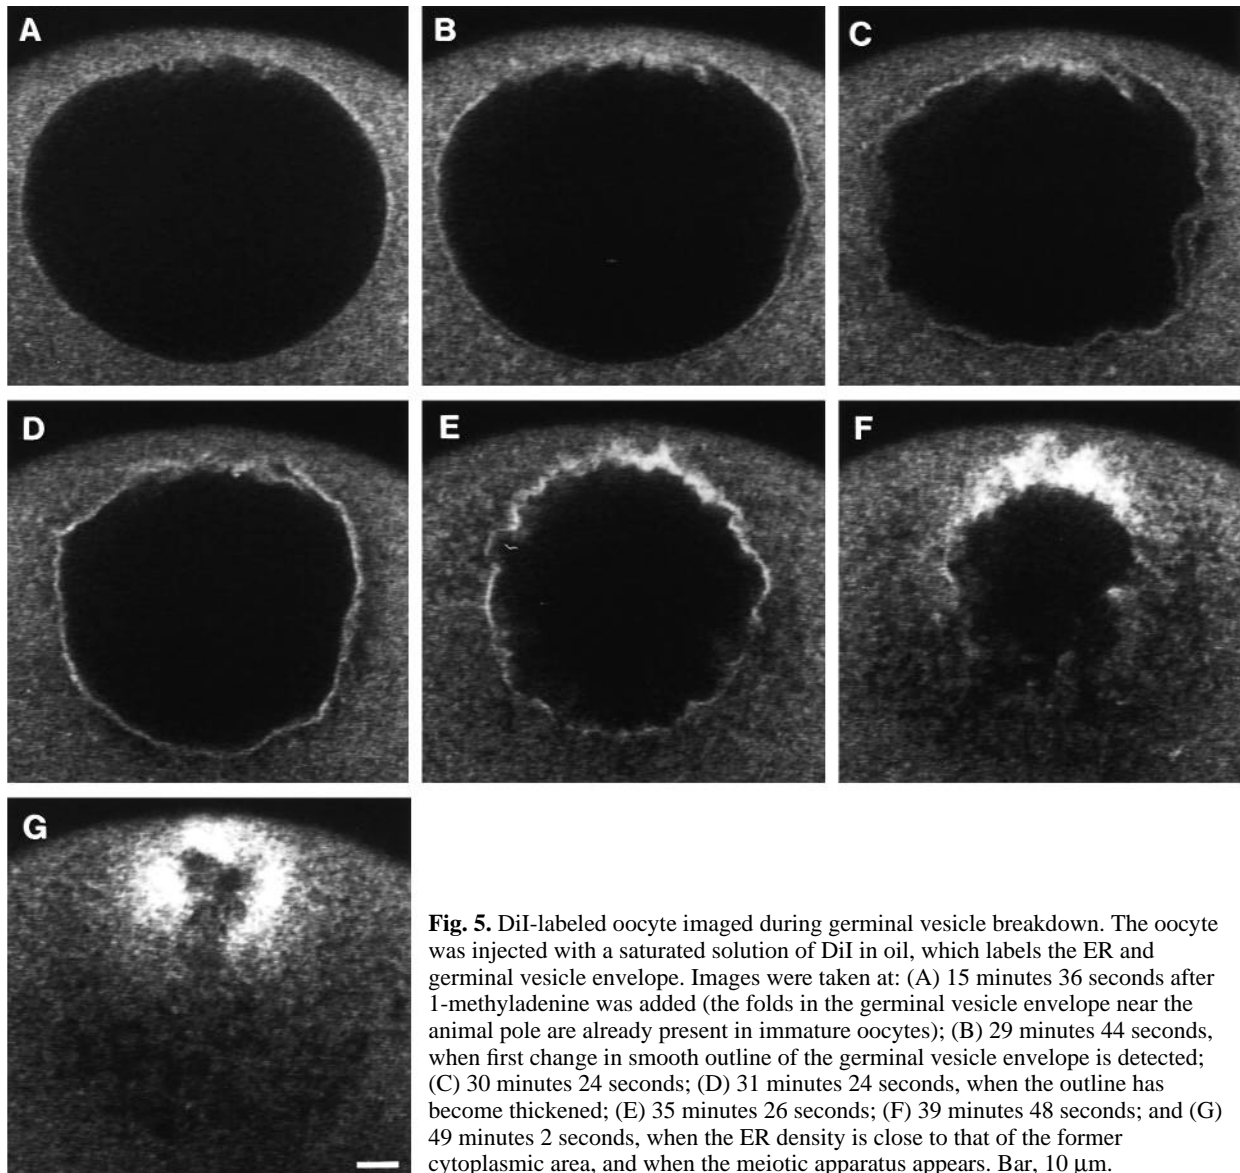 A
B
C
D
E
F
G
Fig. 5. DiI-labeled oocyte imaged during germinal vesicle breakdown. The oocyte
was injected with a saturated solution of DiI in oil, which labels the ER and
germinal vesicle envelope. Images were taken at: (A) 15 minutes 36 seconds after
1-methyladenine was added (the folds in the germinal vesicle envelope near the
animal pole are already present in immature oocytes); (B) 29 minutes 44 seconds,
when first change in smooth outline of the germinal vesicle envelope is detected;
(C) 30 minutes 24 seconds; (D) 31 minutes 24 seconds, when the outline has
become thickened; (E) 35 minutes 26 seconds; (F) 39 minutes 48 seconds; and (G)
49 minutes 2 seconds, when the ER density is close to that of the former
cytoplasmic area, and when the meiotic apparatus appears. Bar, 10 μm.